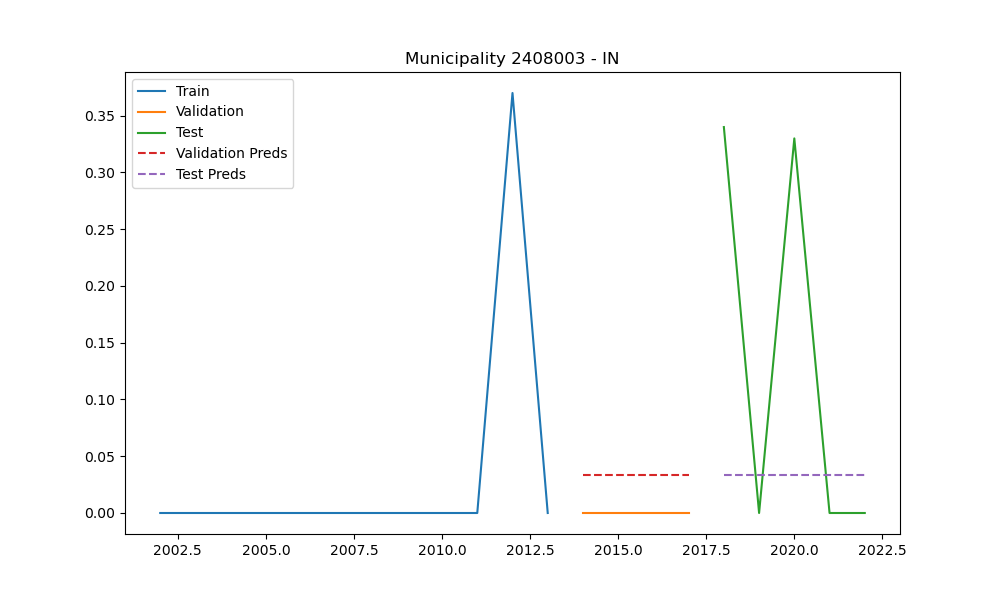 Municipality 2408003 - IN
Train
Validation
Test
Validation Preds
Test Preds
0.35
0.30
0.25
0.20
0.15
0.10
0.05
0.00
2002.5 2005.0 2007.5 2010.0 2012.5 2015.0 2017.5 2020.0 2022.5